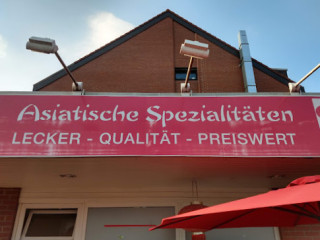 Asiatische Spezialitäten
LECKER - QUALITÄT - PREISWERT